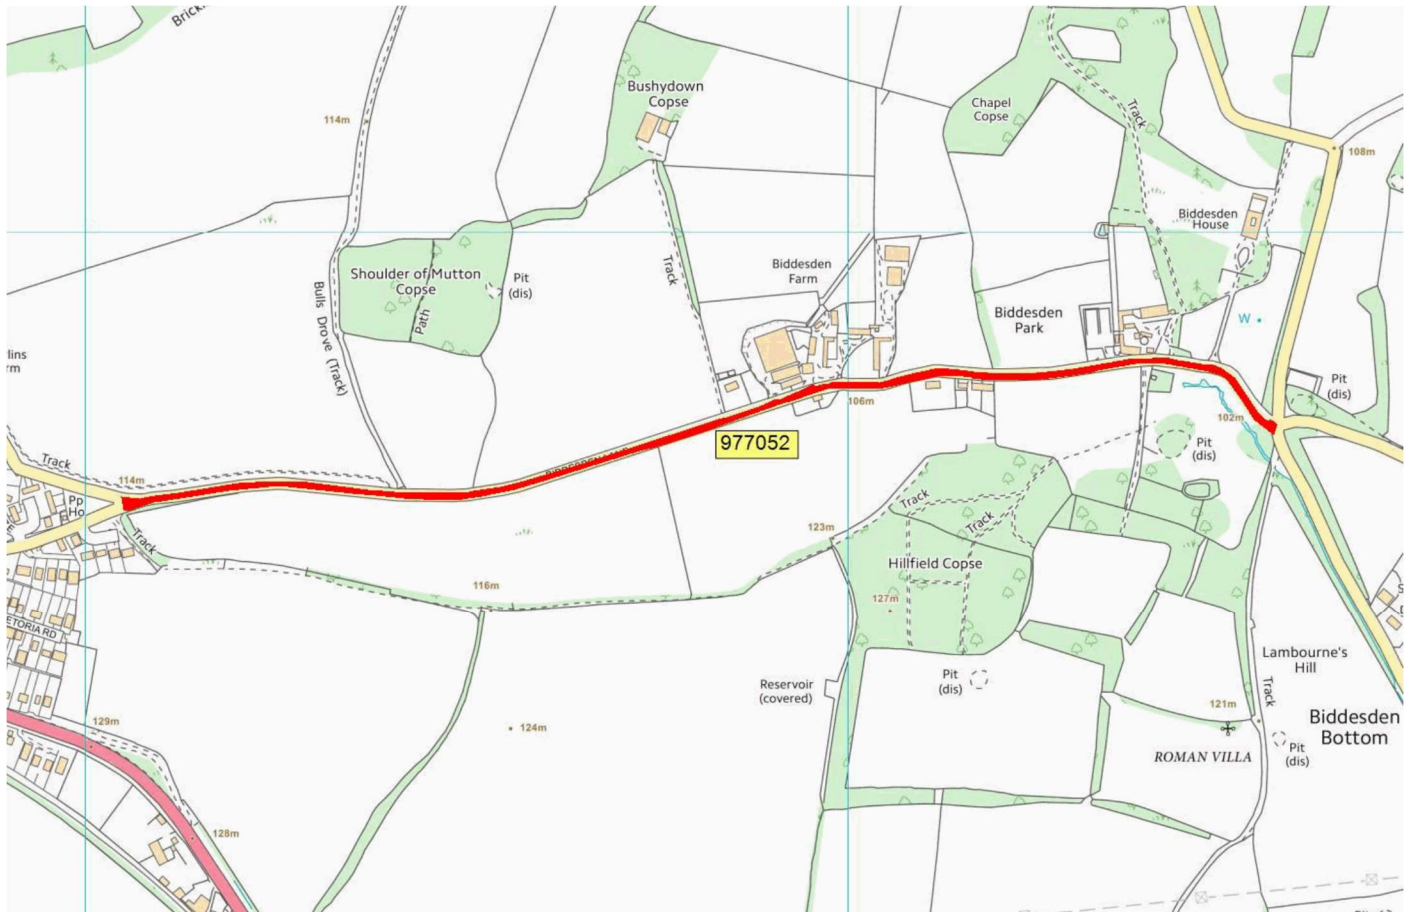 Bushydown
Copse
Chapel
Copse
Track
114m
108m
Biddesden
House
Shoulder of Mutton
Copse
Path
Pit
(dis)
Track
Biddesden
Farm
Biddesden
Park
W
Bulls Drove (Track)
106m
102m
Pit
(dis)
977052
Pit
(dis)
Track
114m
Track
Track
Track
123m
Hillfield Copse
127m
116m
ETORIA RD
Lambourne's
Hill
Track
Reservoir
(covered)
Pit
(dis)
121m
129m
124m
Biddesden
Bottom
ROMAN VILLA
Pit
(dis)
128m